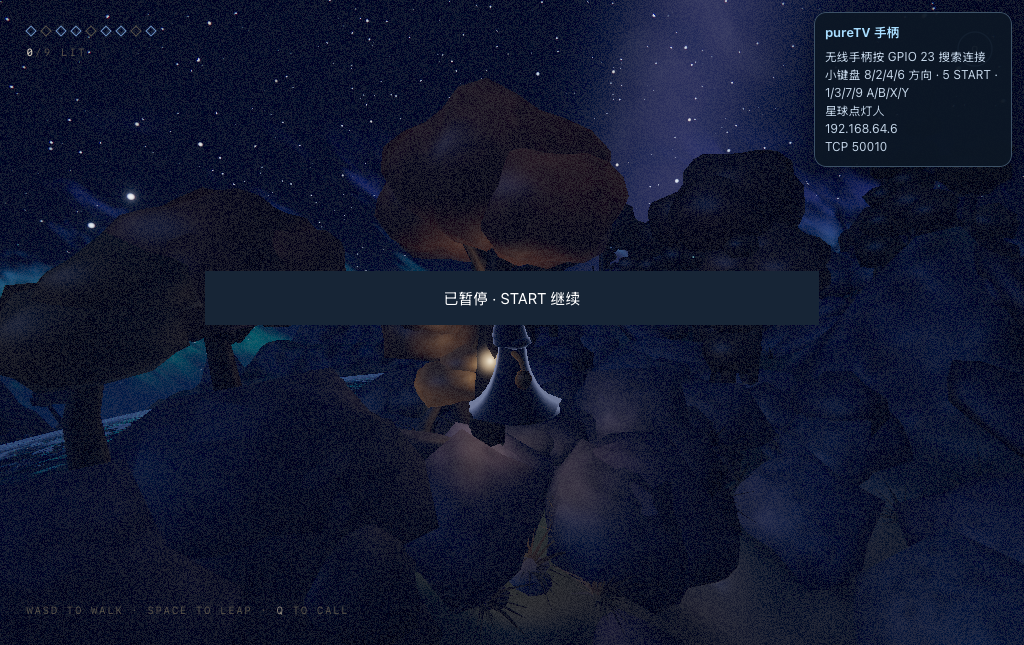 0/9 LIT
pureTV 手柄
无线手柄按 GPIO 23 搜索连接
小键盘 8/2/4/6 方向 · 5 START ·
1/3/7/9 A/B/X/Y
星球点灯人
192.168.64.6
TCP 50010
已暂停 · START 继续
WASD TO WALK · SPACE TO LEAP · Q TO CALL